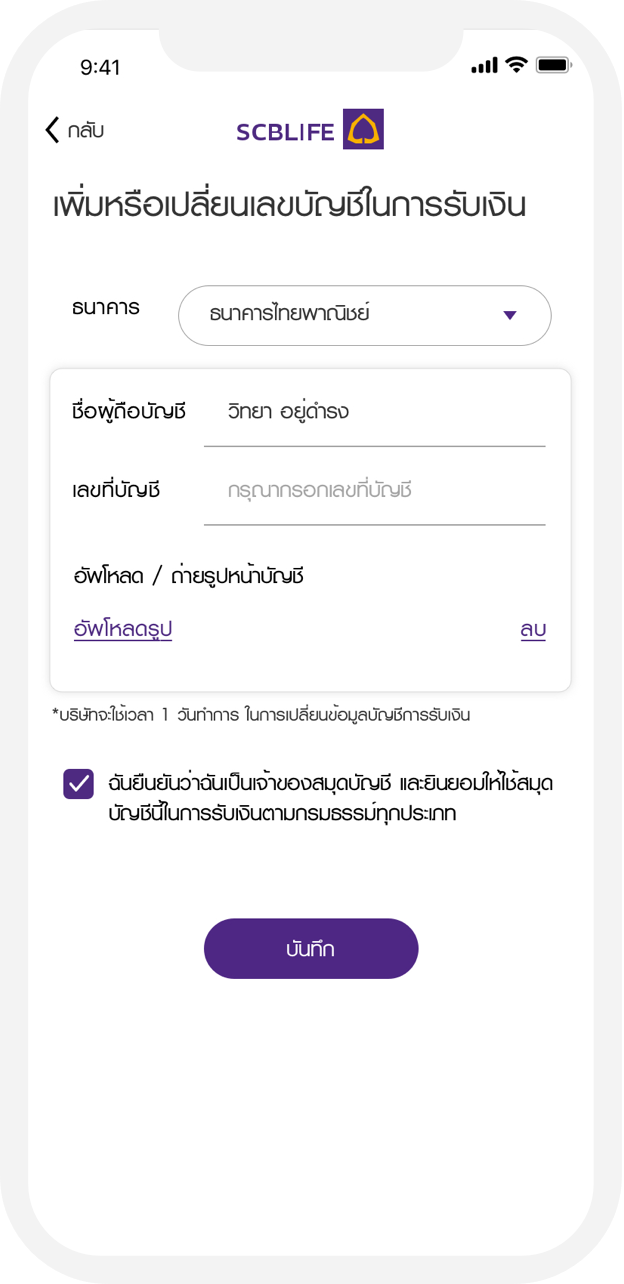 9:41
กลับ
SCBLIFE
เพิ่มหรือเปลี่ยนเลขบัญชีในการรับเงิน
ธนาคาร ธนาคารไทยพาณิชย์
ชื่อผู้ถือบัญชี วิทยา อยู่ดำรง
เลขที่บัญชี กรุณากรอกเลขที่บัญชี
อัพโหลด / ถ่ายรูปหน้าบัญชี
อัพโหลดรูป ลบ
*บริษัทจะใช้เวลา 1 วันทำการ ในการเปลี่ยนข้อมูลบัญชีการรับเงิน
ฉันยืนยันว่าฉันเป็นเจ้าของสมุดบัญชี และยินยอมให้ใช้สมุด
บัญชีนี้ในการรับเงินตามกรมธรรม์ทุกประเภท
บันทึก